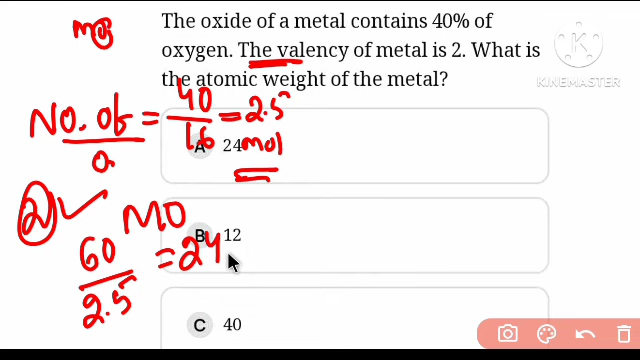 The oxide of a metal contains 40% of
oxygen. The valency of metal is 2. What is
the atomic weight of the metal?
KINEMASTER
NO. of = 40 = 2.5
O 16 mol
A 24
2 MO
B 12
60 = 24
2.5
C 40